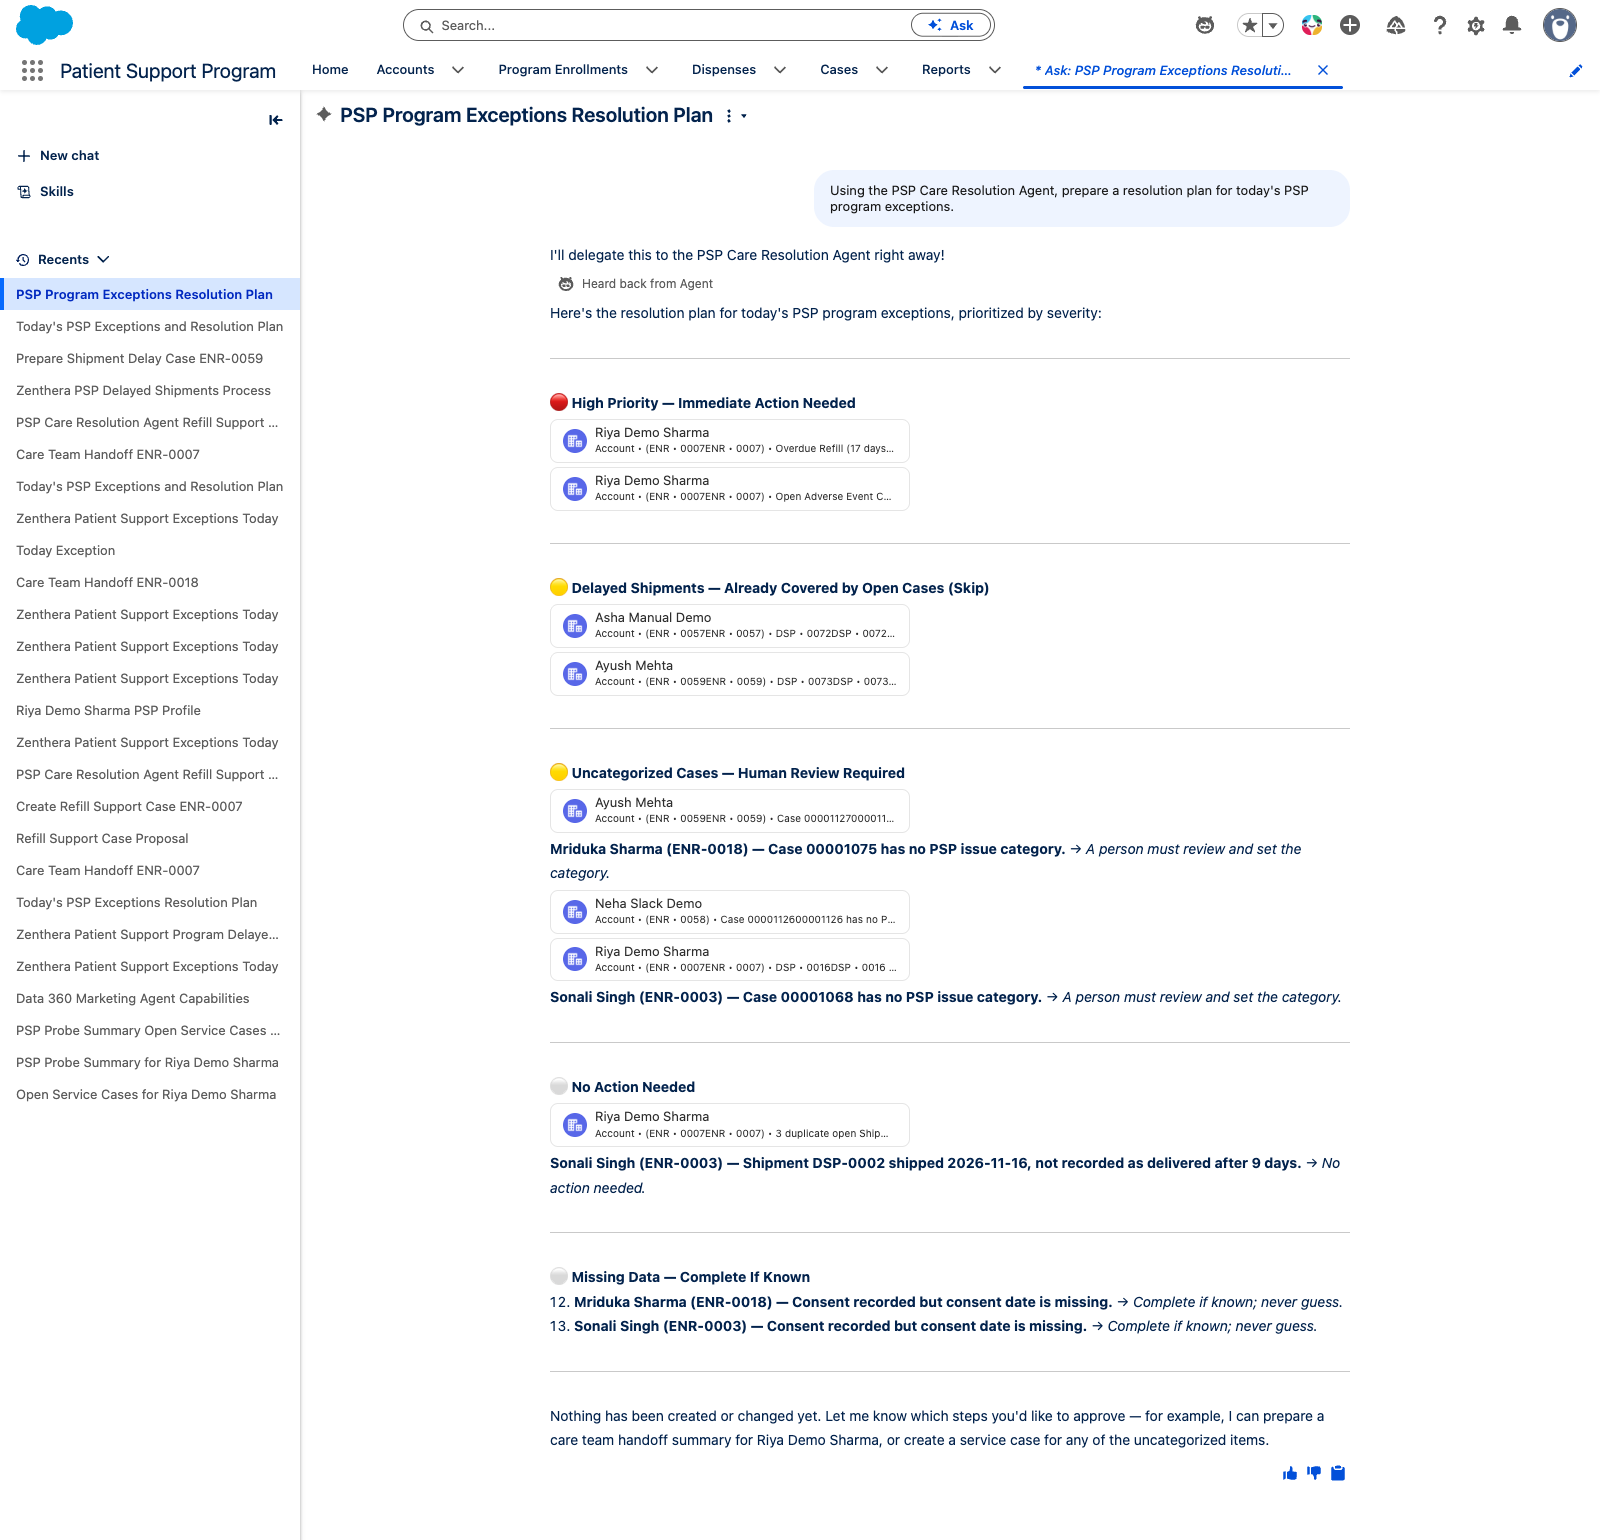 Search...
Ask
Patient Support Program
Home
Accounts
Program Enrollments
Dispenses
Cases
Reports
* Ask: PSP Program Exceptions Resoluti...
New chat
Skills
Recents
PSP Program Exceptions Resolution Plan
Today's PSP Exceptions and Resolution Plan
Prepare Shipment Delay Case ENR-0059
Zenthera PSP Delayed Shipments Process
PSP Care Resolution Agent Refill Support ...
Care Team Handoff ENR-0007
Today's PSP Exceptions and Resolution Plan
Zenthera Patient Support Exceptions Today
Today Exception
Care Team Handoff ENR-0018
Zenthera Patient Support Exceptions Today
Zenthera Patient Support Exceptions Today
Zenthera Patient Support Exceptions Today
Riya Demo Sharma PSP Profile
Zenthera Patient Support Exceptions Today
PSP Care Resolution Agent Refill Support ...
Create Refill Support Case ENR-0007
Refill Support Case Proposal
Care Team Handoff ENR-0007
Today's PSP Exceptions Resolution Plan
Zenthera Patient Support Program Delaye...
Zenthera Patient Support Exceptions Today
Data 360 Marketing Agent Capabilities
PSP Probe Summary Open Service Cases ...
PSP Probe Summary for Riya Demo Sharma
Open Service Cases for Riya Demo Sharma
PSP Program Exceptions Resolution Plan
Using the PSP Care Resolution Agent, prepare a resolution plan for today's PSP
program exceptions.
I'll delegate this to the PSP Care Resolution Agent right away!
Heard back from Agent
Here's the resolution plan for today's PSP program exceptions, prioritized by severity:
High Priority — Immediate Action Needed
Riya Demo Sharma
Account • (ENR • 0007ENR • 0007) • Overdue Refill (17 days...
Riya Demo Sharma
Account • (ENR • 0007ENR • 0007) • Open Adverse Event C...
Delayed Shipments — Already Covered by Open Cases (Skip)
Asha Manual Demo
Account • (ENR • 0057ENR • 0057) • DSP • 0072DSP • 0072...
Ayush Mehta
Account • (ENR • 0059ENR • 0059) • DSP • 0073DSP • 0073...
Uncategorized Cases — Human Review Required
Ayush Mehta
Account • (ENR • 0059ENR • 0059) • Case 00001127000011...
Mriduka Sharma (ENR-0018) — Case 00001075 has no PSP issue category. → A person must review and set the
category.
Neha Slack Demo
Account • (ENR • 0058) • Case 0000112600001126 has no P...
Riya Demo Sharma
Account • (ENR • 0007ENR • 0007) • DSP • 0016DSP • 0016 ...
Sonali Singh (ENR-0003) — Case 00001068 has no PSP issue category. → A person must review and set the category.
No Action Needed
Riya Demo Sharma
Account • (ENR • 0007ENR • 0007) • 3 duplicate open Ship...
Sonali Singh (ENR-0003) — Shipment DSP-0002 shipped 2026-11-16, not recorded as delivered after 9 days. → No
action needed.
Missing Data — Complete If Known
12. Mriduka Sharma (ENR-0018) — Consent recorded but consent date is missing. → Complete if known; never guess.
13. Sonali Singh (ENR-0003) — Consent recorded but consent date is missing. → Complete if known; never guess.
Nothing has been created or changed yet. Let me know which steps you'd like to approve — for example, I can prepare a
care team handoff summary for Riya Demo Sharma, or create a service case for any of the uncategorized items.